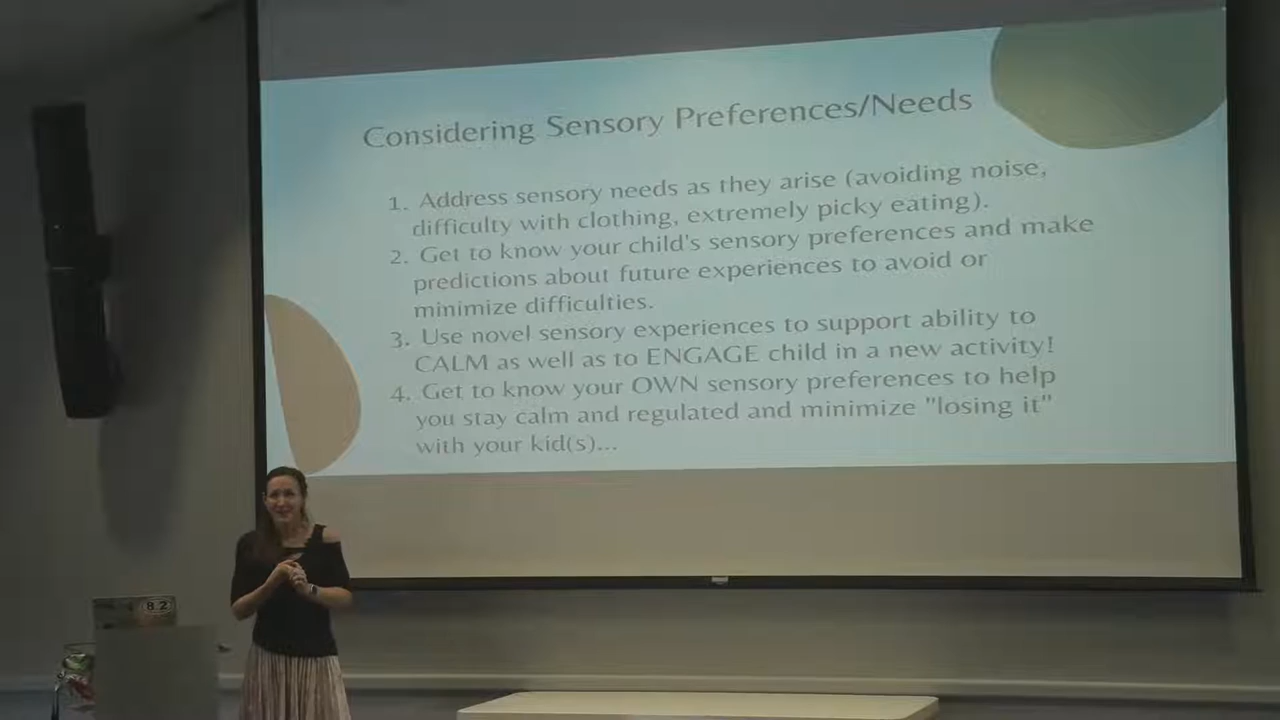 Considering Sensory Preferences/Needs
1. Address sensory needs as they arise (avoiding noise,
difficulty with clothing, extremely picky eating).
2. Get to know your child's sensory preferences and make
predictions about future experiences to avoid or
minimize difficulties.
3. Use novel sensory experiences to support ability to
CALM as well as to ENGAGE child in a new activity!
4. Get to know your OWN sensory preferences to help
you stay calm and regulated and minimize "losing it"
with your kid(s)...
8.2